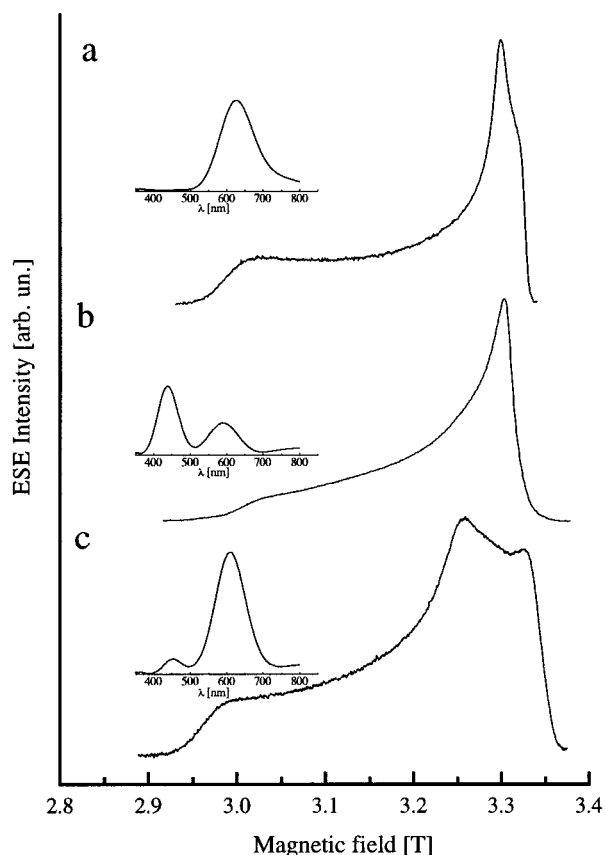 a
400 500 600 700 800
λ [nm]
b
400 500 600 700 800
λ [nm]
c
400 500 600 700 800
λ [nm]
ESE Intensity [arb. un.]
2.8 2.9 3.0 3.1 3.2 3.3 3.4
Magnetic field [T]